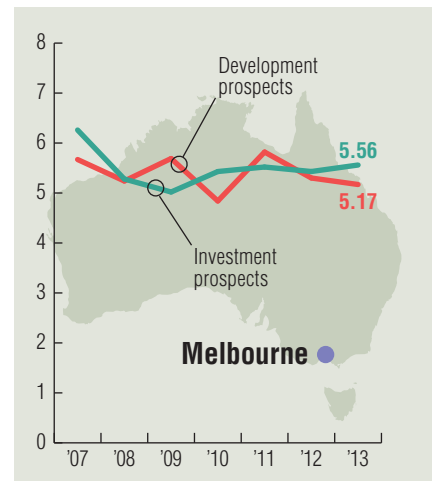 8
7
6
5
4
3
2
1
0
Development
prospects
5.56
5.17
Investment
prospects
Melbourne
’07 ’08 ’09 ’10 ’11 ’12 ’13